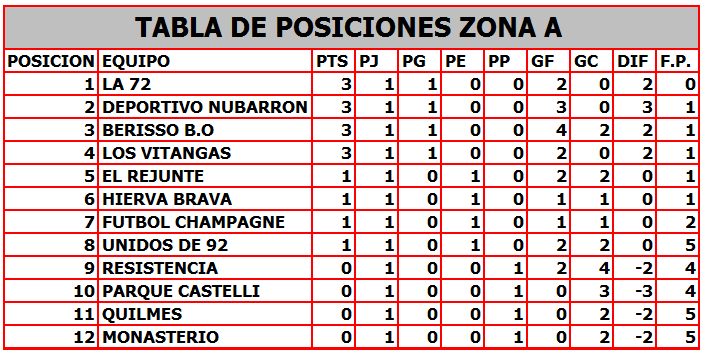 TABLA DE POSICIONES ZONA A
POSICION EQUIPO PTS PJ PG PE PP GF GC DIF F.P.
1 LA 72 3 1 1 0 0 2 0 2 0
2 DEPORTIVO NUBARRON 3 1 1 0 0 3 0 3 1
3 BERISSO B.O 3 1 1 0 0 4 2 2 1
4 LOS VITANGAS 3 1 1 0 0 2 0 2 1
5 EL REJUNTE 1 1 0 1 0 2 2 0 1
6 HIERVA BRAVA 1 1 0 1 0 1 1 0 1
7 FUTBOL CHAMPAGNE 1 1 0 1 0 1 1 0 2
8 UNIDOS DE 92 1 1 0 1 0 2 2 0 5
9 RESISTENCIA 0 1 0 0 1 2 4 -2 4
10 PARQUE CASTELLI 0 1 0 0 1 0 3 -3 4
11 QUILMES 0 1 0 0 1 0 2 -2 5
12 MONASTERIO 0 1 0 0 1 0 2 -2 5